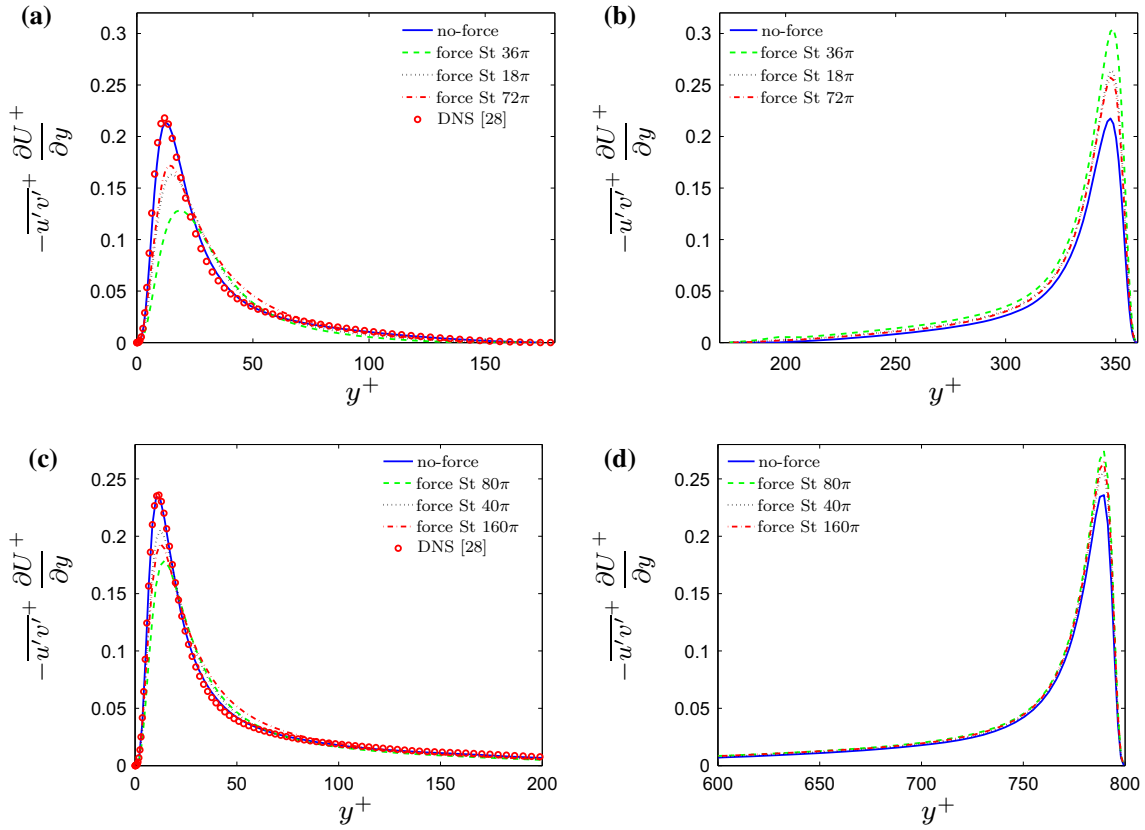 (a)
no-force
force St 36π
force St 18π
force St 72π
DNS [28]
0.3
0.25
0.2
0.15
0.1
0.05
0
0 50 100 150
y⁺
−u′v′⁺ ∂U⁺/∂y
(b)
no-force
force St 36π
force St 18π
force St 72π
0.3
0.25
0.2
0.15
0.1
0.05
0
200 250 300 350
y⁺
−u′v′⁺ ∂U⁺/∂y
(c)
no-force
force St 80π
force St 40π
force St 160π
DNS [28]
0.25
0.2
0.15
0.1
0.05
0
0 50 100 150 200
y⁺
−u′v′⁺ ∂U⁺/∂y
(d)
no-force
force St 80π
force St 40π
force St 160π
0.25
0.2
0.15
0.1
0.05
0
600 650 700 750 800
y⁺
−u′v′⁺ ∂U⁺/∂y